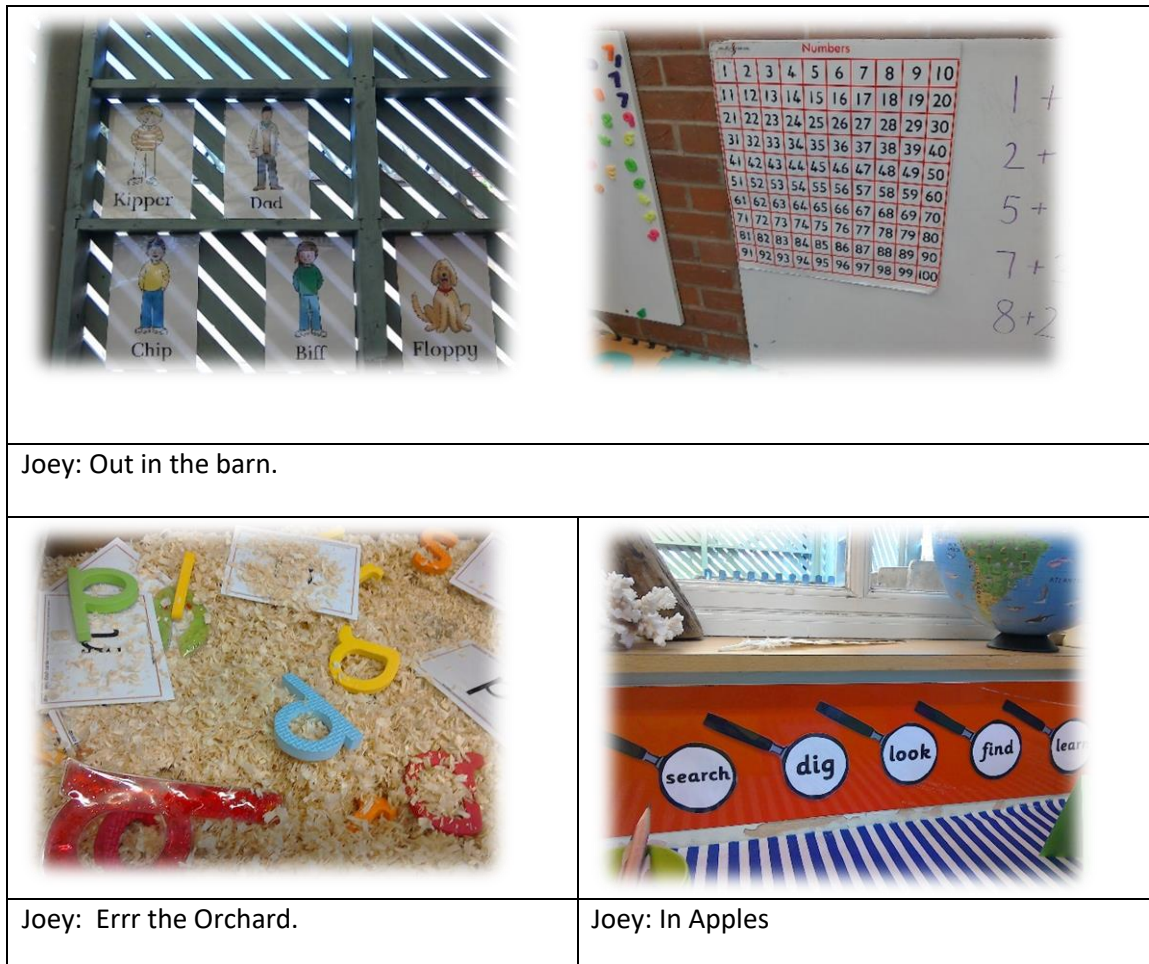 Kipper Dad
Chip Biff Floppy
Numbers
1 2 3 4 5 6 7 8 9 10
11 12 13 14 15 16 17 18 19 20
21 22 23 24 25 26 27 28 29 30
31 32 33 34 35 36 37 38 39 40
41 42 43 44 45 46 47 48 49 50
51 52 53 54 55 56 57 58 59 60
61 62 63 64 65 66 67 68 69 70
71 72 73 74 75 76 77 78 79 80
81 82 83 84 85 86 87 88 89 90
91 92 93 94 95 96 97 98 99 100
1 +
2 +
5 +
7 +
8+2
Joey: Out in the barn.
search dig look find learn
Joey:  Errr the Orchard.
Joey: In Apples